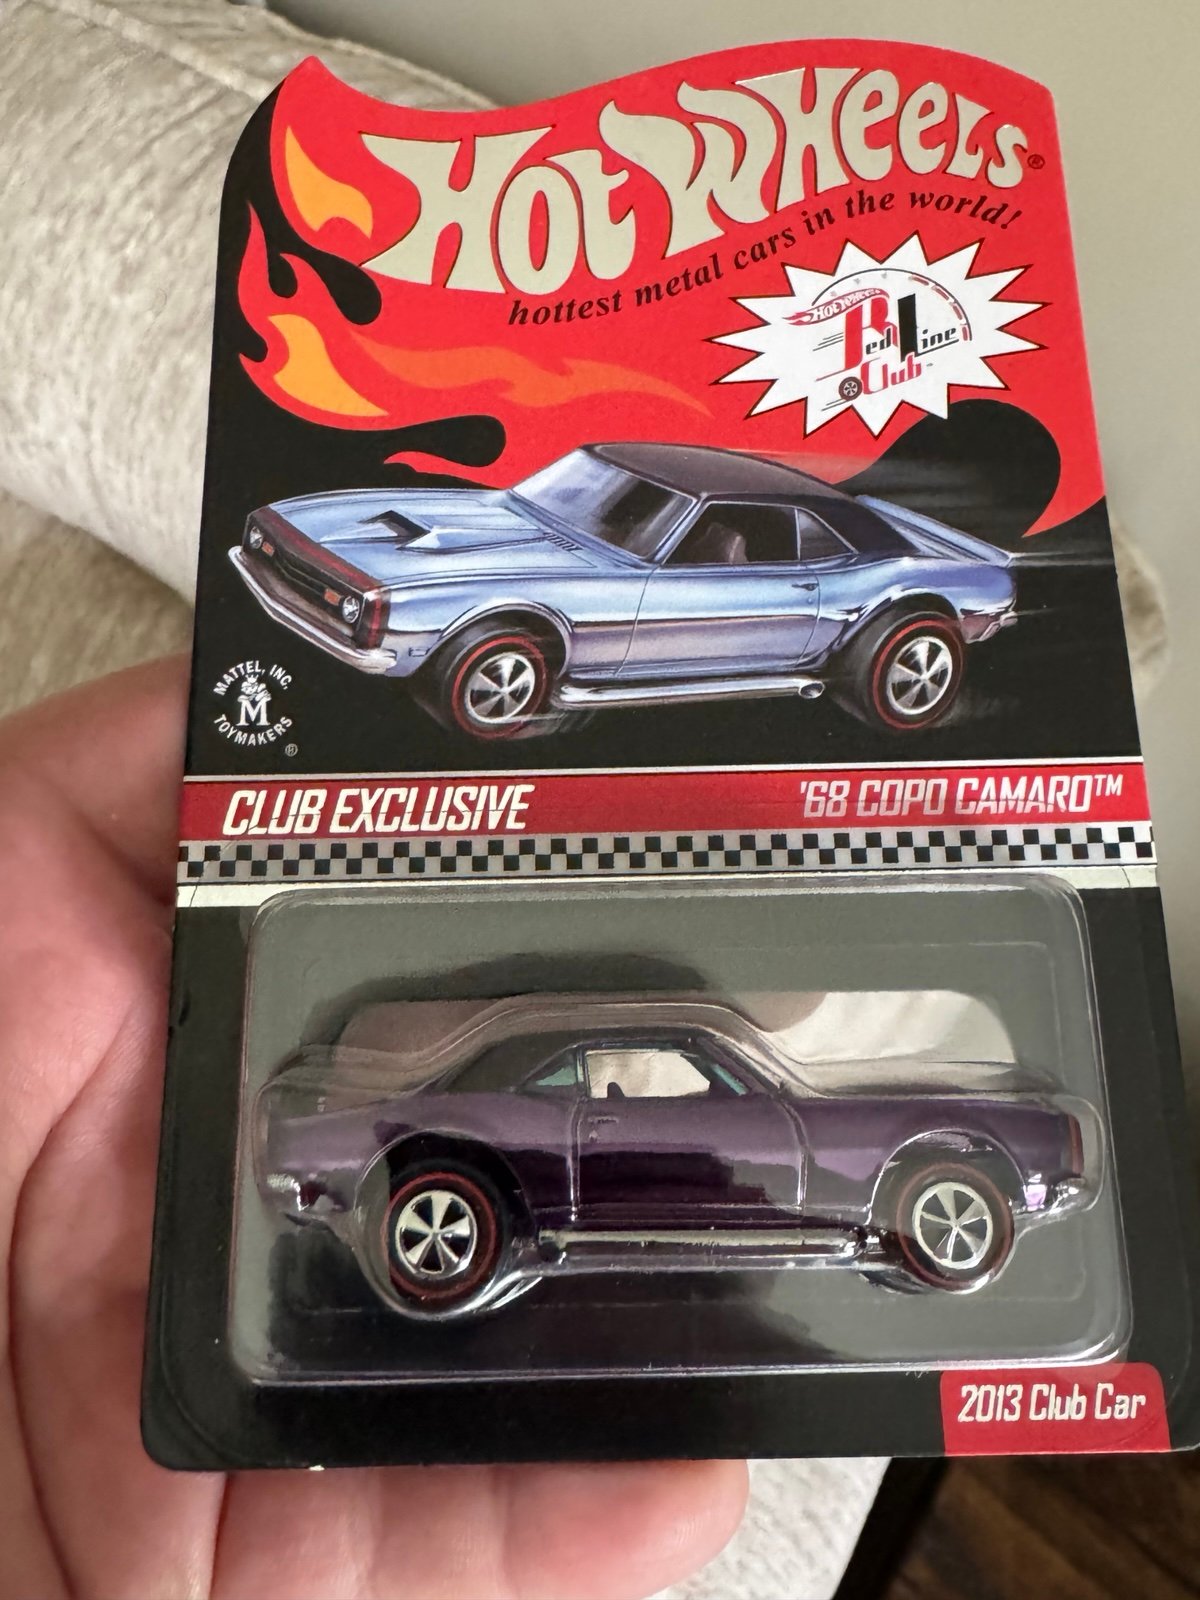 Hot Wheels®
hottest metal cars in the world!
Hot Wheels
Red Line
Club™
MATTEL, INC.
M
TOYMAKERS
®
CLUB EXCLUSIVE
'68 COPO CAMARO™
2013 Club Car